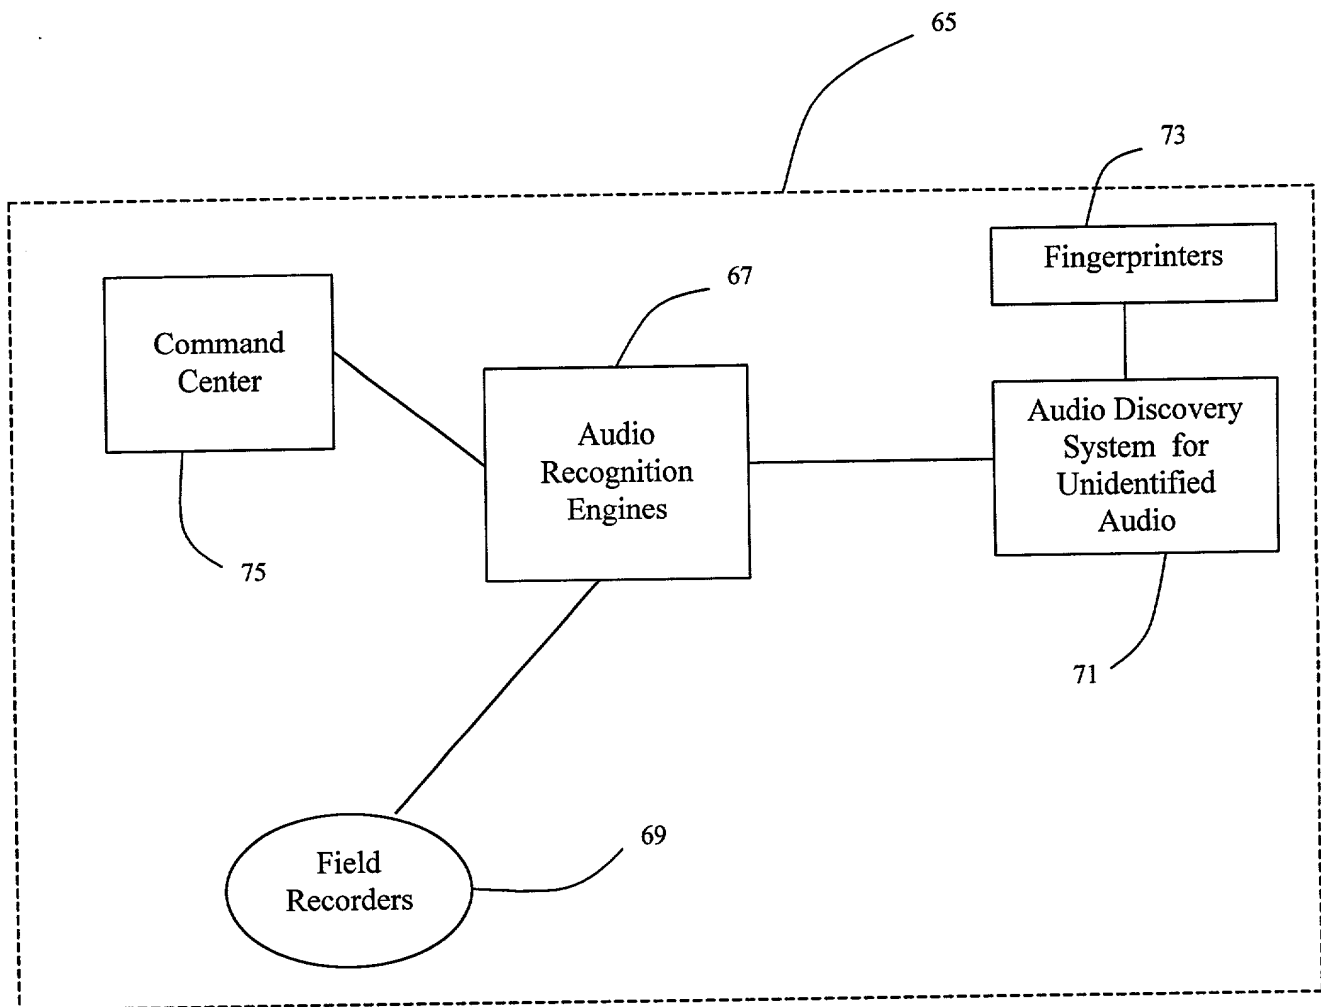 65
73
Fingerprinters
67
Command
Center
Audio
Recognition
Engines
Audio Discovery
System for
Unidentified
Audio
75
71
69
Field
Recorders